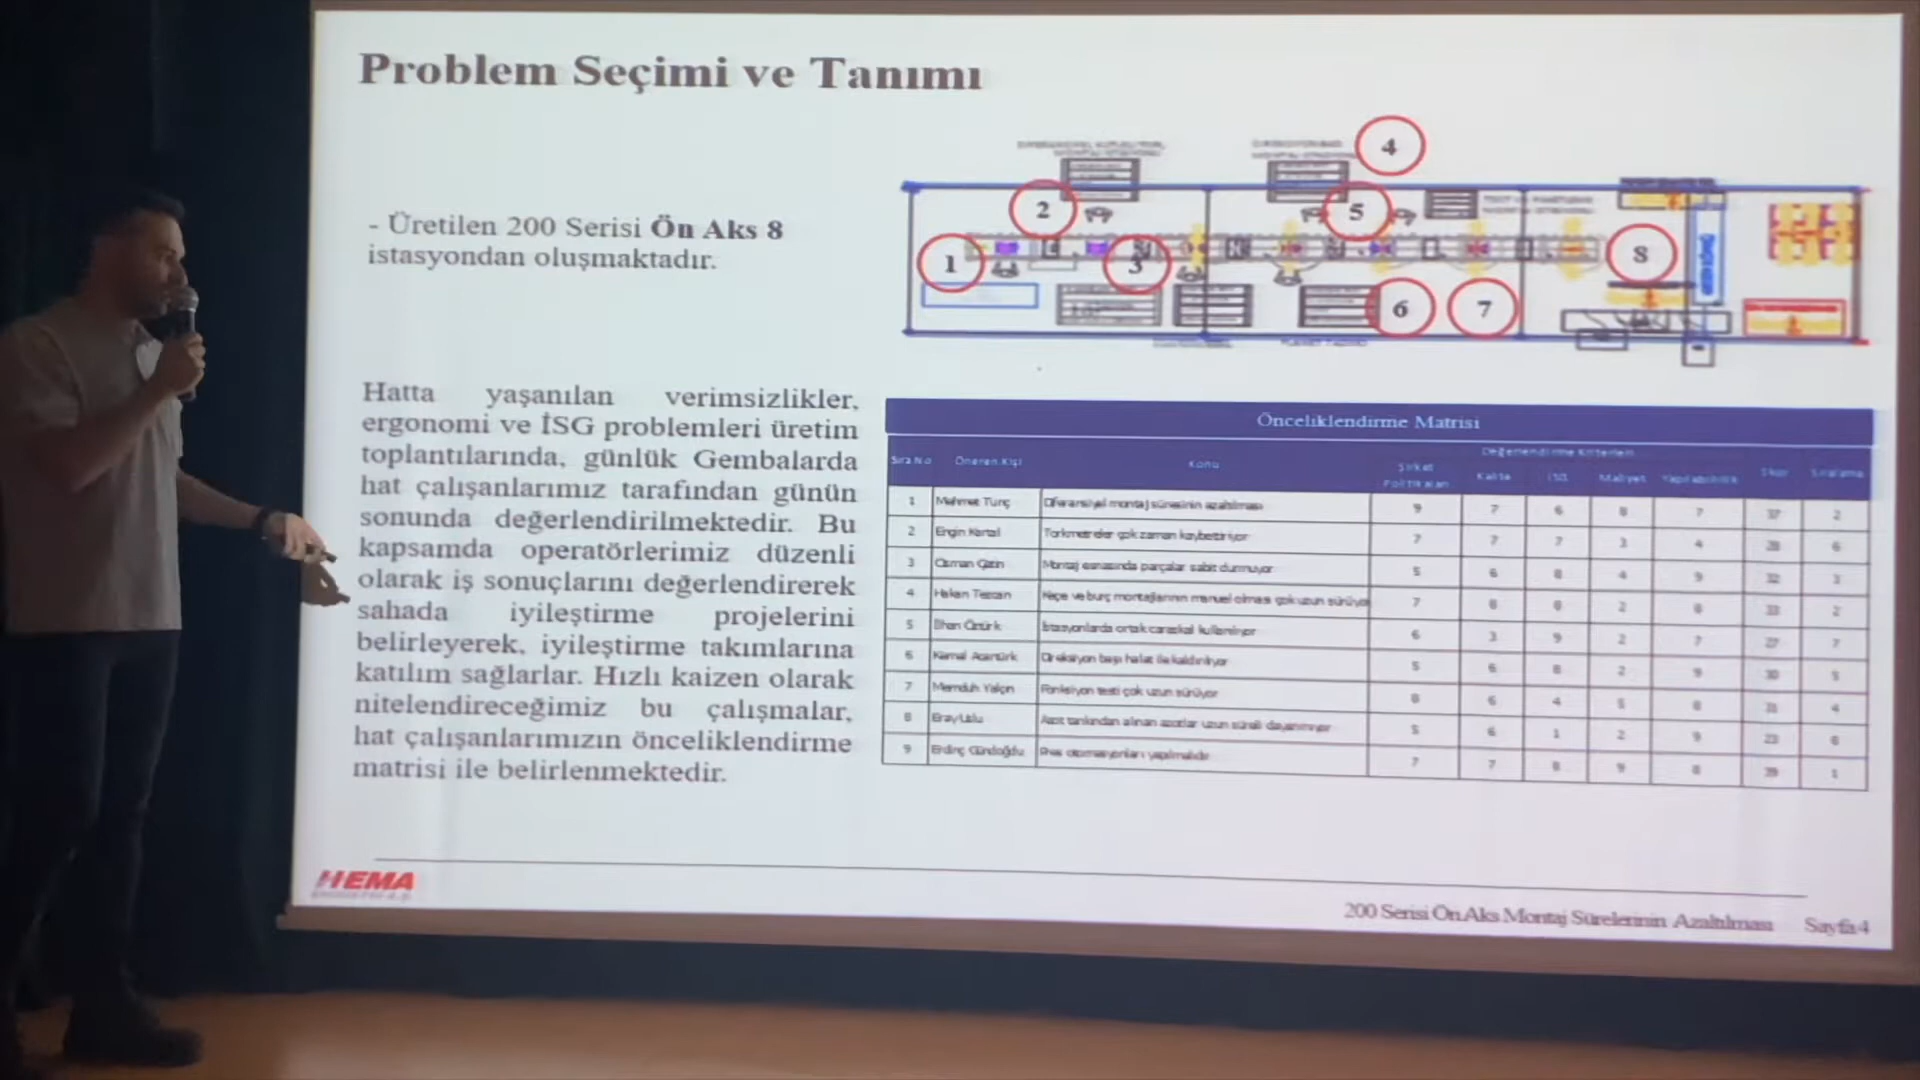 Problem Seçimi ve Tanımı
- Üretilen 200 Serisi Ön Aks 8
istasyondan oluşmaktadır.
4
2
5
1
3
8
6
7
Hatta yaşanılan verimsizlikler,
ergonomi ve İSG problemleri üretim
toplantılarında, günlük Gembalarda
hat çalışanlarımız tarafından günün
sonunda değerlendirilmektedir. Bu
kapsamda operatörlerimiz düzenli
olarak iş sonuçlarını değerlendirerek
sahada iyileştirme projelerini
belirleyerek, iyileştirme takımlarına
katılım sağlarlar. Hızlı kaizen olarak
nitelendireceğimiz bu çalışmalar,
hat çalışanlarımızın önceliklendirme
matrisi ile belirlenmektedir.
Önceliklendirme Matrisi
Değerlendirme Kriterleri
Sıra No Öneren Kişi Konu Şirket Politikaları Kalite İSG Maliyet Yapılabilirlik Skor Sıralama
1 Mehmet Tunç Diferansiyel montaj süresinin azaltılması 9 7 6 8 7 37 2
2 Engin Kartal Torkmetreler çok zaman kaybettiriyor 7 7 7 3 4 28 6
3 Osman Çetin Montaj esnasında parçalar sabit durmuyor 5 6 8 4 9 32 3
4 Hakan Keçe ve burç montajlarının manuel olması çok uzun sürüyor 7 8 8 2 8 33 2
5 İlhan Öztürk İstasyonlarda ortak caraskal kullanılıyor 6 3 9 2 7 27 7
6 Kemal Acentürk Direksiyon başı halat ile kaldırılıyor 5 6 8 2 9 30 5
7 Memduh Yalçın Fonksiyon testi çok uzun sürüyor 8 6 4 5 8 31 4
8 Eray Uslu Azot tankından alınan azotlar uzun süreli dayanmıyor 5 6 1 2 9 23 8
9 Erdinç Gündoğdu Pres otomasyonları yapılmalıdır 7 7 8 9 8 39 1
HEMA
200 Serisi Ön Aks Montaj Sürelerinin Azaltılması Sayfa 4